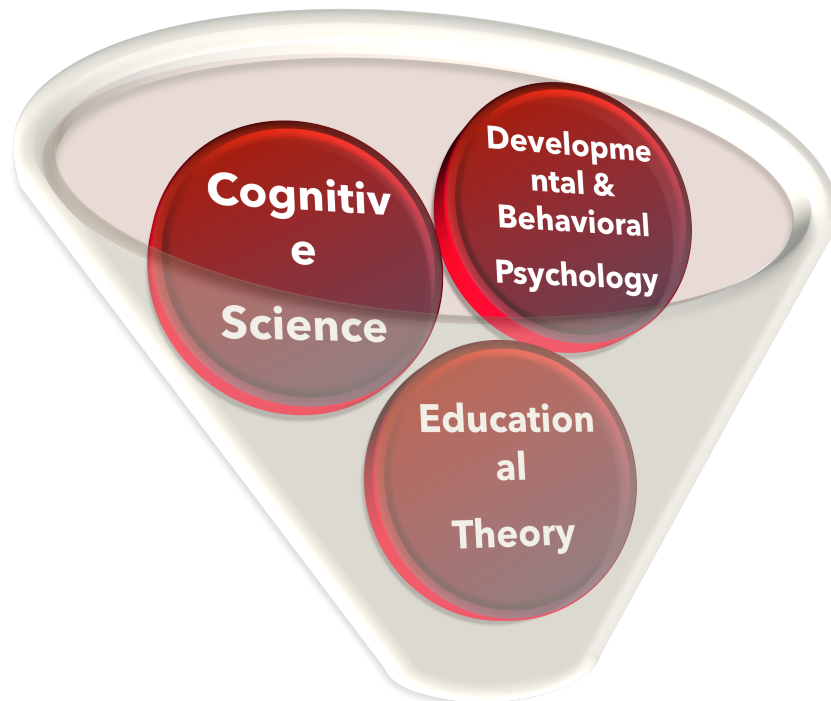 Cognitiv
e
Science
Developme
ntal &
Behavioral
Psychology
Education
al
Theory